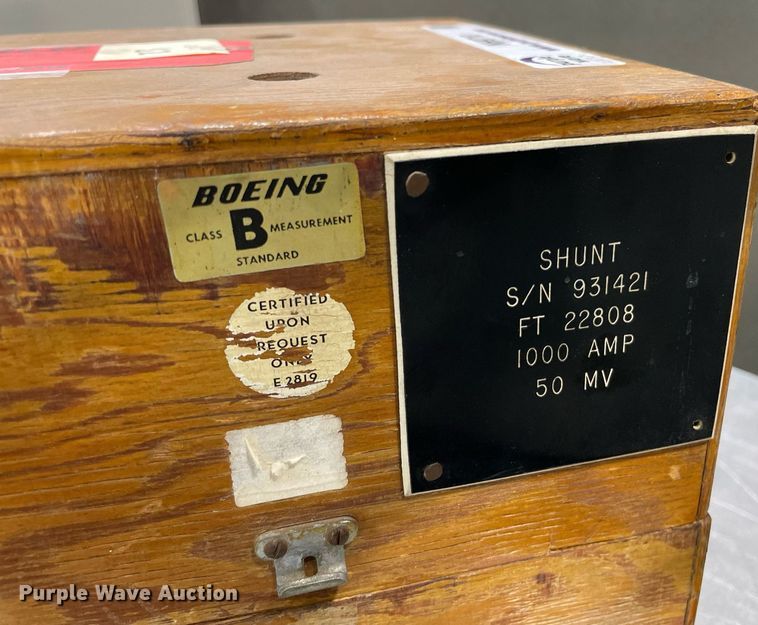 BOEING
CLASS B MEASUREMENT
STANDARD
CERTIFIED
UPON
REQUEST
ONLY
E 2819
SHUNT
S/N 931421
FT 22808
1000 AMP
50 MV
Purple Wave Auction